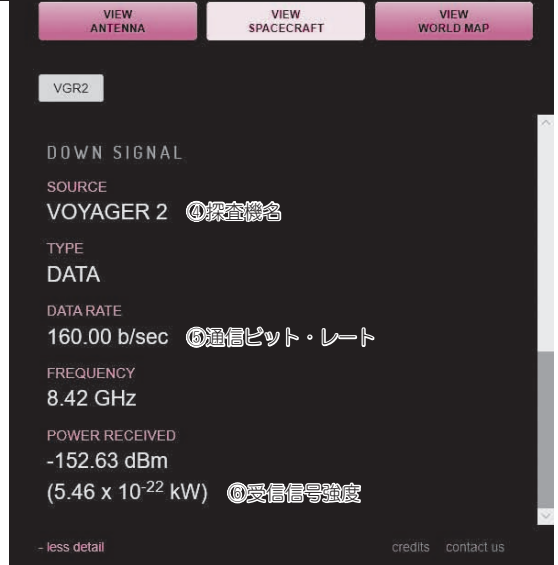 VIEW
ANTENNA
VIEW
SPACECRAFT
VIEW
WORLD MAP
VGR2
DOWN SIGNAL
SOURCE
VOYAGER 2 ④探査機名
TYPE
DATA
DATA RATE
160.00 b/sec ⑤通信ビット・レート
FREQUENCY
8.42 GHz
POWER RECEIVED
-152.63 dBm
(5.46 x 10⁻²² kW) ⑥受信信号強度
- less detail credits contact us